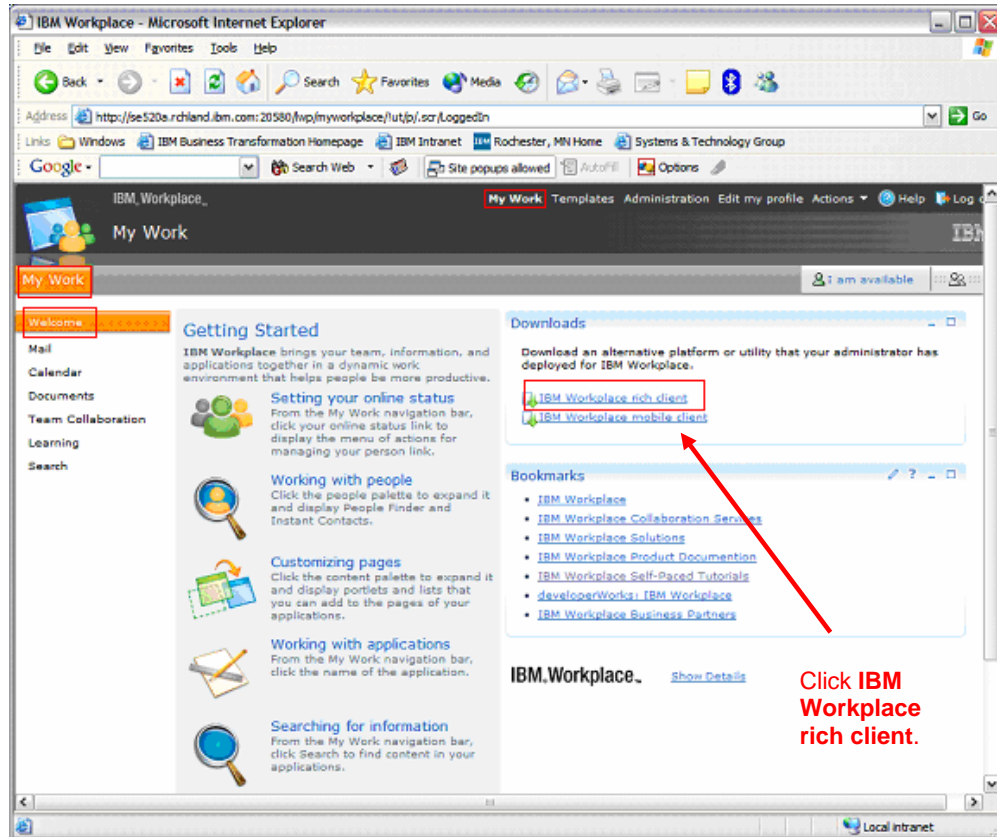 IBM Workplace - Microsoft Internet Explorer
File Edit View Favorites Tools Help
Back Search Favorites Media
Address http://se520a.rchland.ibm.com:20580/lwp/myworkplace/!ut/p/.scr/LoggedIn Go
Links Windows IBM Business Transformation Homepage IBM Intranet Rochester, MN Home Systems & Technology Group
Google Search Web Site popups allowed AutoFill Options
IBM Workplace My Work Templates Administration Edit my profile Actions Help Log
My Work IBM
My Work I am available
Welcome
Mail
Calendar
Documents
Team Collaboration
Learning
Search
Getting Started
IBM Workplace brings your team, information, and
applications together in a dynamic work
environment that helps people be more productive.
Setting your online status
From the My Work navigation bar,
click your online status link to
display the menu of actions for
managing your person link.
Working with people
Click the people palette to expand it
and display People Finder and
Instant Contacts.
Customizing pages
Click the content palette to expand it
and display portlets and lists that
you can add to the pages of your
applications.
Working with applications
From the My Work navigation bar,
click the name of the application.
Searching for information
From the My Work navigation bar,
click Search to find content in your
applications.
Downloads
Download an alternative platform or utility that your administrator has
deployed for IBM Workplace.
IBM Workplace rich client
IBM Workplace mobile client
Bookmarks
IBM Workplace
IBM Workplace Collaboration Services
IBM Workplace Solutions
IBM Workplace Product Documention
IBM Workplace Self-Paced Tutorials
developerWorks: IBM Workplace
IBM Workplace Business Partners
IBM Workplace Show Details
Click IBM
Workplace
rich client.
Local intranet